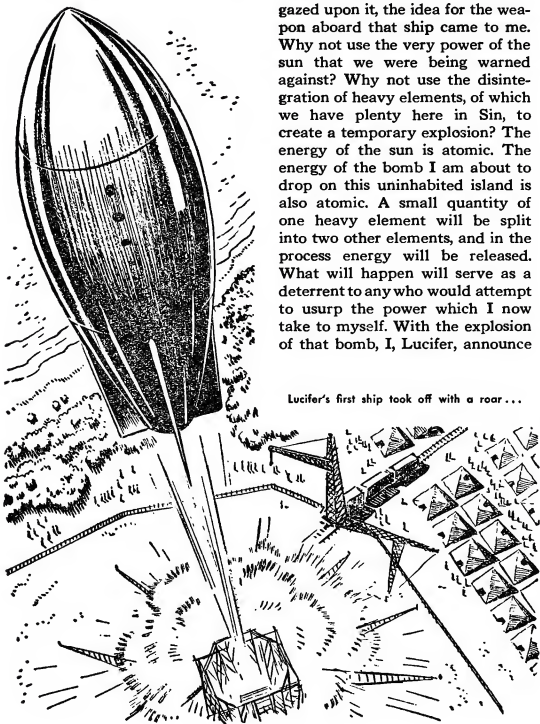 gazed upon it, the idea for the wea-
pon aboard that ship came to me.
Why not use the very power of the
sun that we were being warned
against? Why not use the disinte-
gration of heavy elements, of which
we have plenty here in Sin, to
create a temporary explosion? The
energy of the sun is atomic. The
energy of the bomb I am about to
drop on this uninhabited island is
also atomic. A small quantity of
one heavy element will be split
into two other elements, and in the
process energy will be released.
What will happen will serve as a
deterrent to any who would attempt
to usurp the power which I now
take to myself. With the explosion
of that bomb, I, Lucifer, announce
Lucifer's first ship took off with a roar...